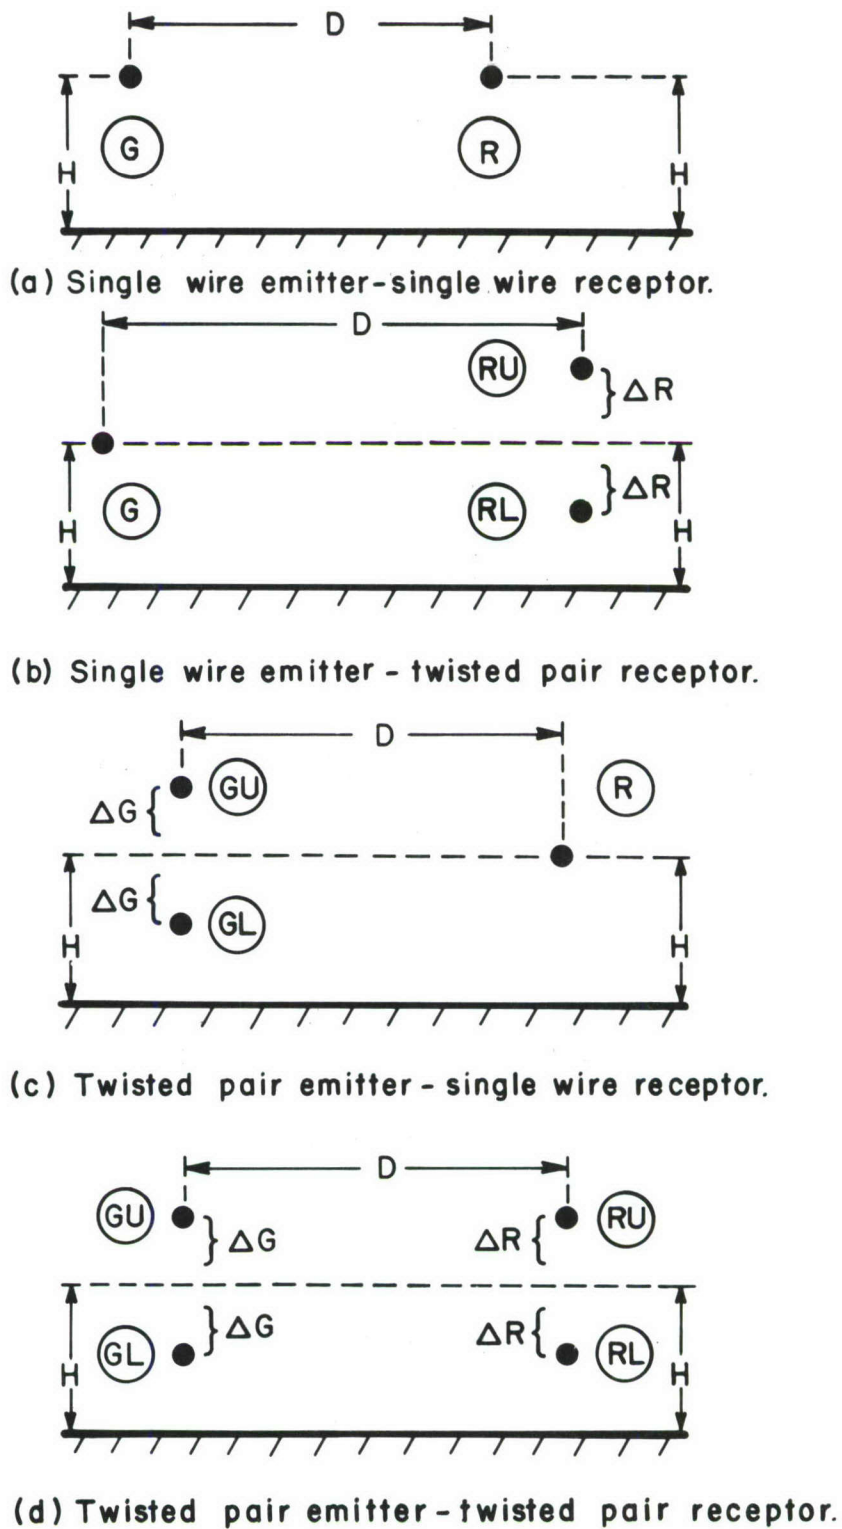 D
G
R
H
H
(a) Single wire emitter-single wire receptor.
D
RU
ΔR
G
RL
ΔR
H
H
(b) Single wire emitter - twisted pair receptor.
D
GU
R
ΔG
ΔG
GL
H
H
(c) Twisted pair emitter - single wire receptor.
D
GU
ΔG
ΔR
RU
GL
ΔG
ΔR
RL
H
H
(d) Twisted pair emitter - twisted pair receptor.